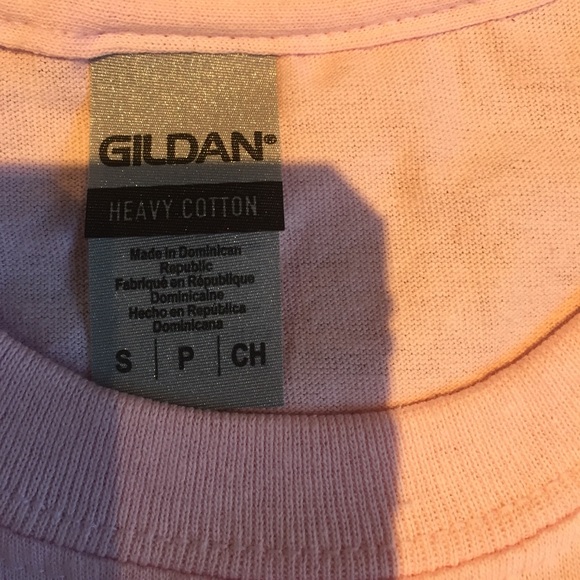 GILDAN®
HEAVY COTTON
Made in Dominican
Republic
Fabriqué en République
Dominicaine
Hecho en República
Dominicana
S | P | CH